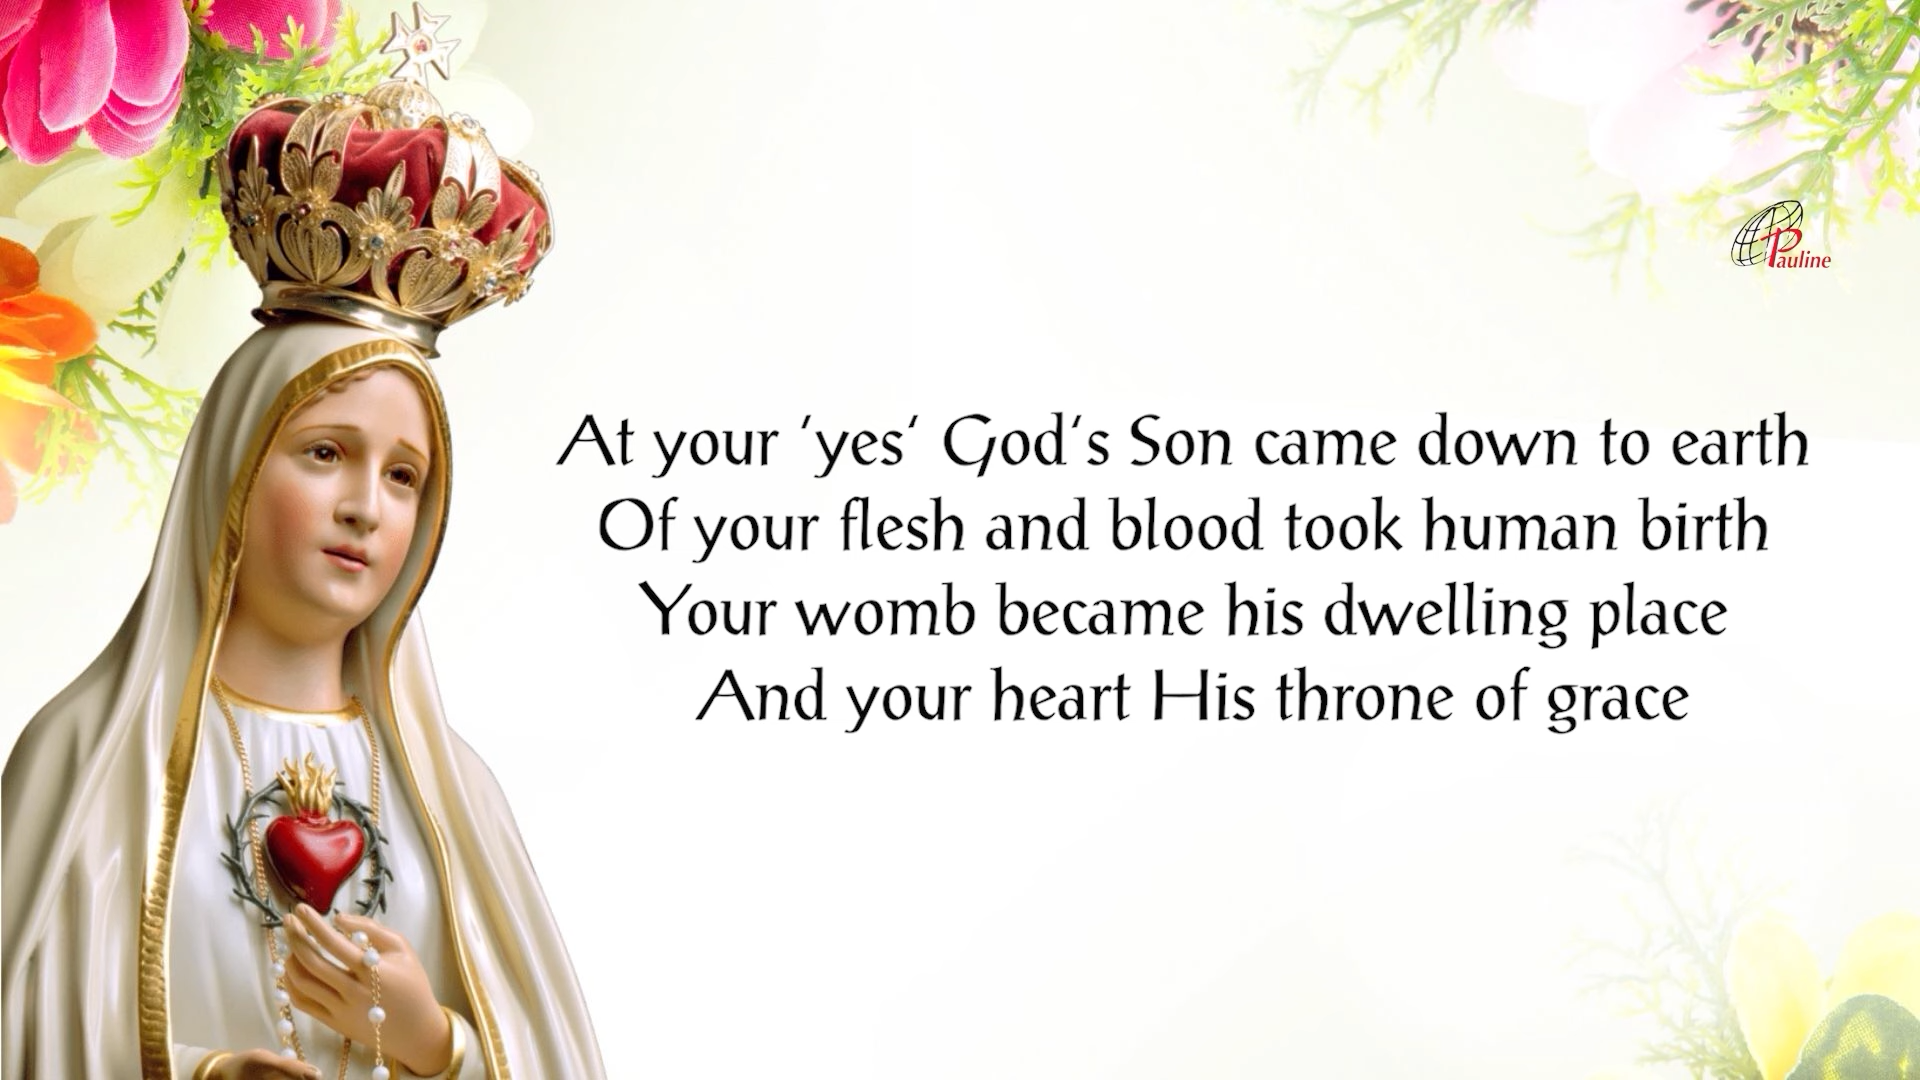 Pauline
At your 'yes' God's Son came down to earth
Of your flesh and blood took human birth
Your womb became his dwelling place
And your heart His throne of grace